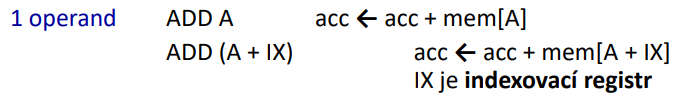 1 operand ADD A acc ← acc + mem[A]
ADD (A + IX) acc ← acc + mem[A + IX]
IX je indexovací registr